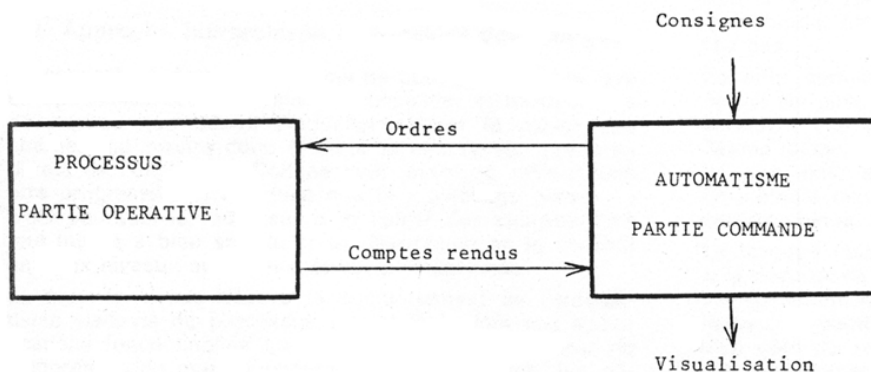 Consignes
Ordres
PROCESSUS
PARTIE OPERATIVE
AUTOMATISME
PARTIE COMMANDE
Comptes rendus
Visualisation